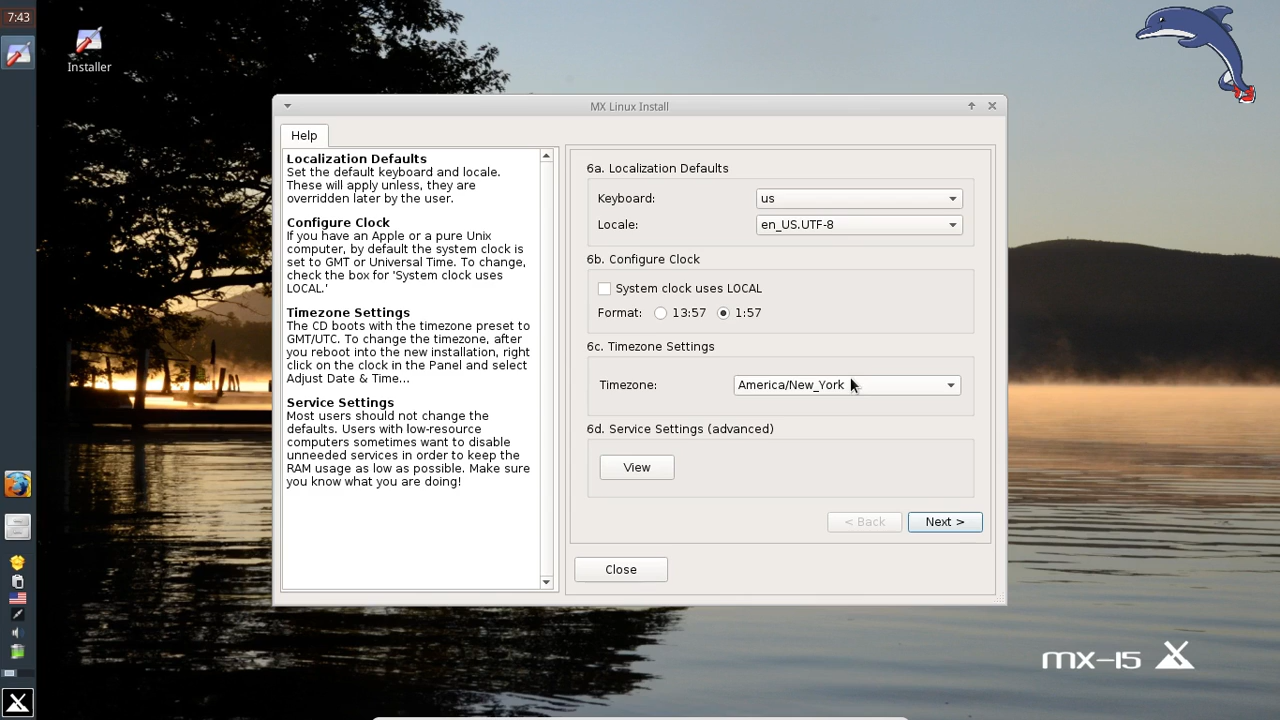 7:43
Installer
MX Linux Install
Help
Localization Defaults
Set the default keyboard and locale.
These will apply unless, they are
overridden later by the user.
Configure Clock
If you have an Apple or a pure Unix
computer, by default the system clock is
set to GMT or Universal Time. To change,
check the box for 'System clock uses
LOCAL.'
Timezone Settings
The CD boots with the timezone preset to
GMT/UTC. To change the timezone, after
you reboot into the new installation, right
click on the clock in the Panel and select
Adjust Date & Time...
Service Settings
Most users should not change the
defaults. Users with low-resource
computers sometimes want to disable
unneeded services in order to keep the
RAM usage as low as possible. Make sure
you know what you are doing!
6a. Localization Defaults
Keyboard: us
Locale: en_US.UTF-8
6b. Configure Clock
System clock uses LOCAL
Format: 13:57 1:57
6c. Timezone Settings
Timezone: America/New_York
6d. Service Settings (advanced)
View
< Back Next >
Close
mx-15